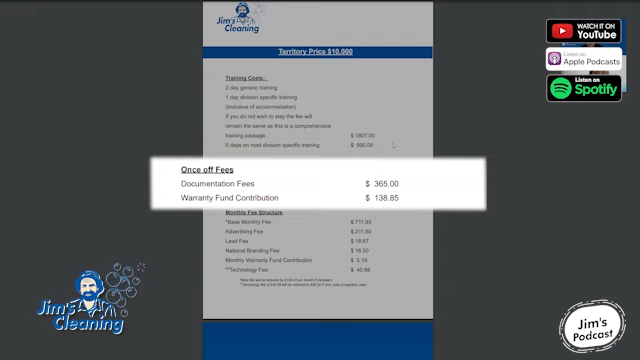 Jim's
Cleaning
Territory Price $10,000
Training Costs:
2 day generic training
1 day division specific training
(inclusive of accommodation)
If you do not wish to stay the fee will
remain the same as this is a comprehensive
training package.
$ 1807.00
5 days on road division specific training
$ 990.00
Once off Fees
Documentation Fees
$ 365.00
Warranty Fund Contribution
$ 138.85
Monthly Fee Structure
*Base Monthly Fee
$ 711.93
Advertising Fee
$ 211.60
Lead Fee
$ 18.67
National Branding Fee
$ 16.50
Monthly Warranty Fund Contribution
$ 5.19
**Technology Fee
$ 40.98
WATCH IT ON
YouTube
Listen on
Apple Podcasts
Listen on
Spotify
Jim's
Cleaning
Jim's
Podcast